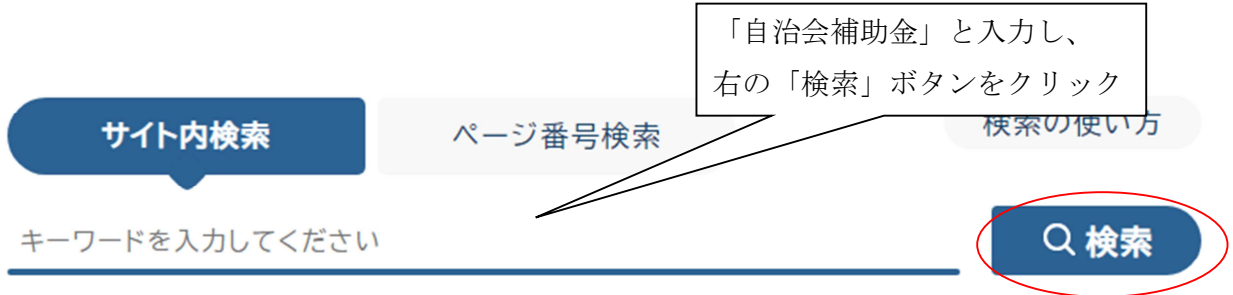 「自治会補助金」と入力し、
右の「検索」ボタンをクリック
サイト内検索
ページ番号検索
検索の使い方
キーワードを入力してください
検索